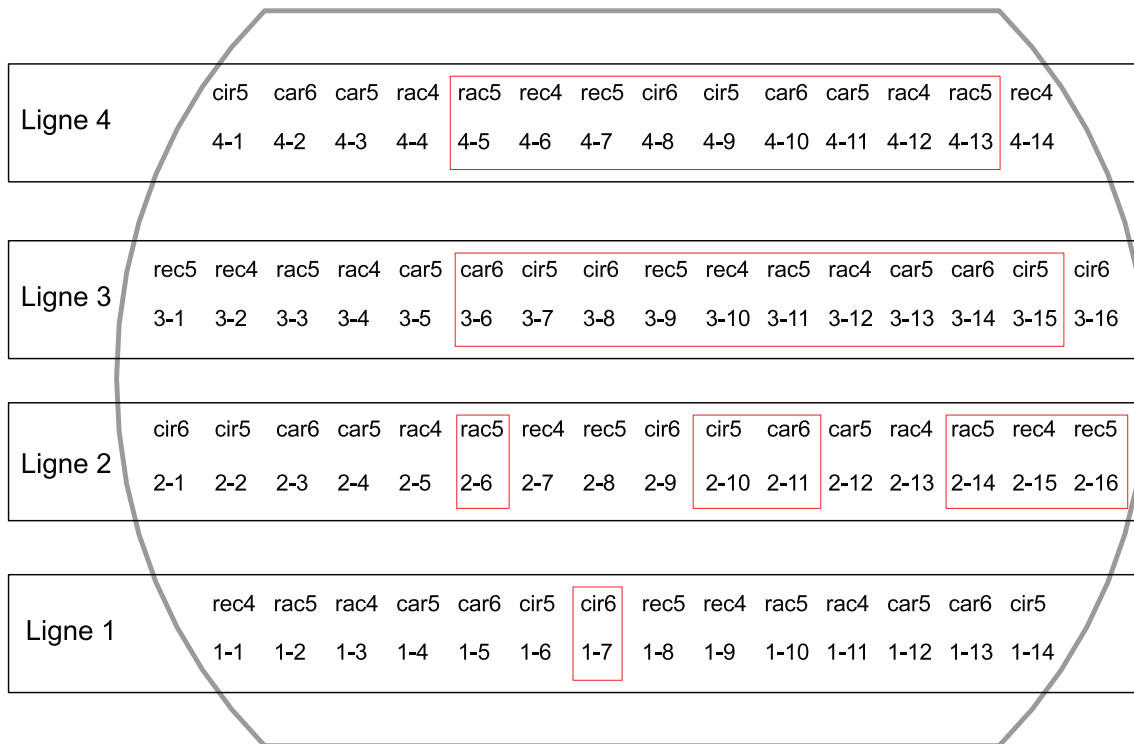 cir5 car6 car5 rac4 rac5 rec4 rec5 cir6 cir5 car6 car5 rac4 rac5 rec4
Ligne 4
4-1 4-2 4-3 4-4 4-5 4-6 4-7 4-8 4-9 4-10 4-11 4-12 4-13 4-14
rec5 rec4 rac5 rac4 car5 car6 cir5 cir6 rec5 rec4 rac5 rac4 car5 car6 cir5 cir6
Ligne 3
3-1 3-2 3-3 3-4 3-5 3-6 3-7 3-8 3-9 3-10 3-11 3-12 3-13 3-14 3-15 3-16
cir6 cir5 car6 car5 rac4 rac5 rec4 rec5 cir6 cir5 car6 car5 rac4 rac5 rec4 rec5
Ligne 2
2-1 2-2 2-3 2-4 2-5 2-6 2-7 2-8 2-9 2-10 2-11 2-12 2-13 2-14 2-15 2-16
rec4 rac5 rac4 car5 car6 cir5 cir6 rec5 rec4 rac5 rac4 car5 car6 cir5
Ligne 1
1-1 1-2 1-3 1-4 1-5 1-6 1-7 1-8 1-9 1-10 1-11 1-12 1-13 1-14